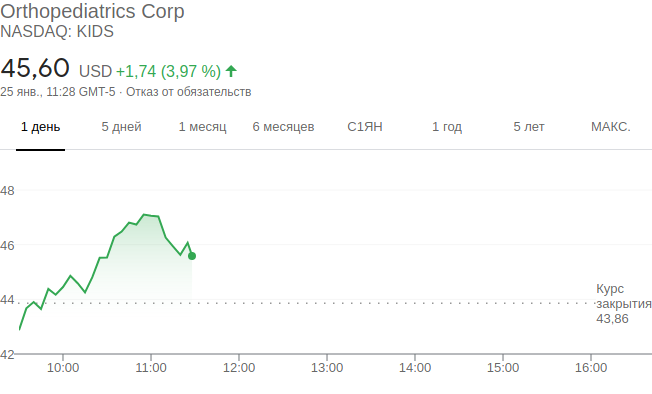 Orthopediatrics Corp
NASDAQ: KIDS
45,60 USD +1,74 (3,97 %)
25 янв., 11:28 GMT-5 · Отказ от обязательств
1 день 5 дней 1 месяц 6 месяцев С1ЯН 1 год 5 лет МАКС.
48
46
44
42
Курс
закрытия
43,86
10:00 11:00 12:00 13:00 14:00 15:00 16:00